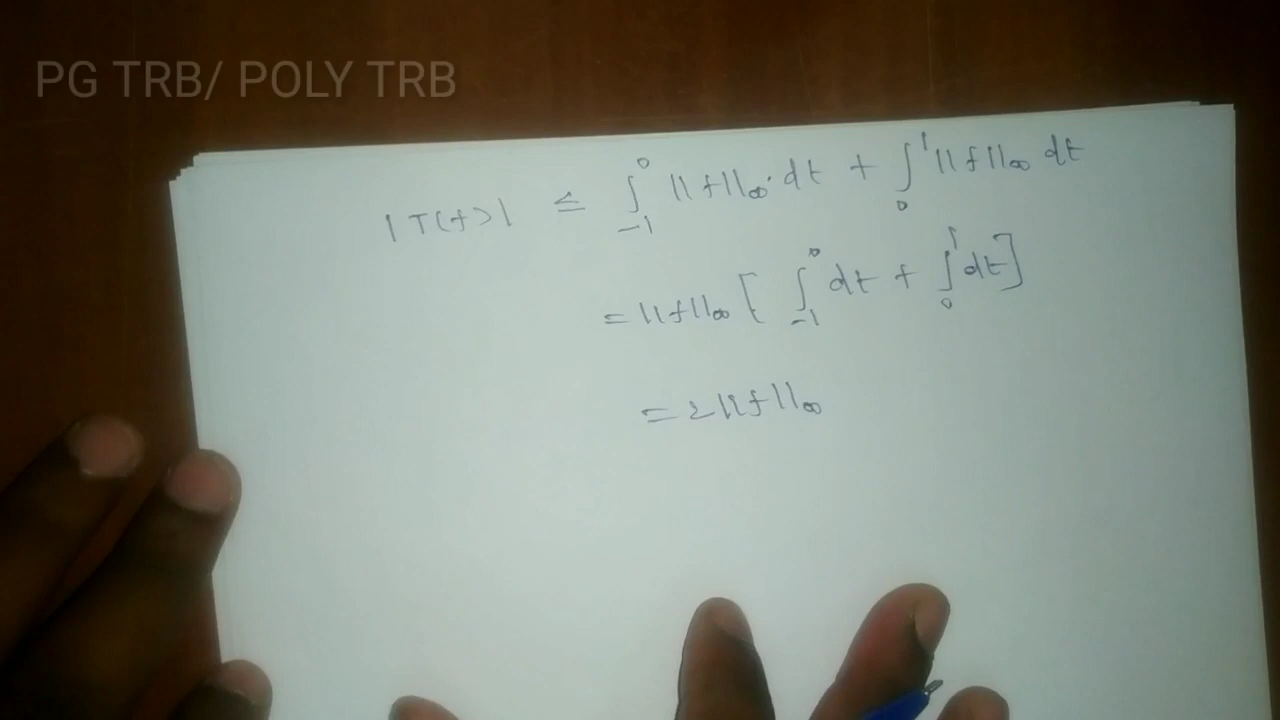 PG TRB/ POLY TRB
|T(f)| ≤ ∫₋₁⁰ ||f||∞ · dt + ∫₀¹ ||f||∞ dt
= ||f||∞ [ ∫₋₁⁰ dt + ∫₀¹ dt ]
= 2||f||∞